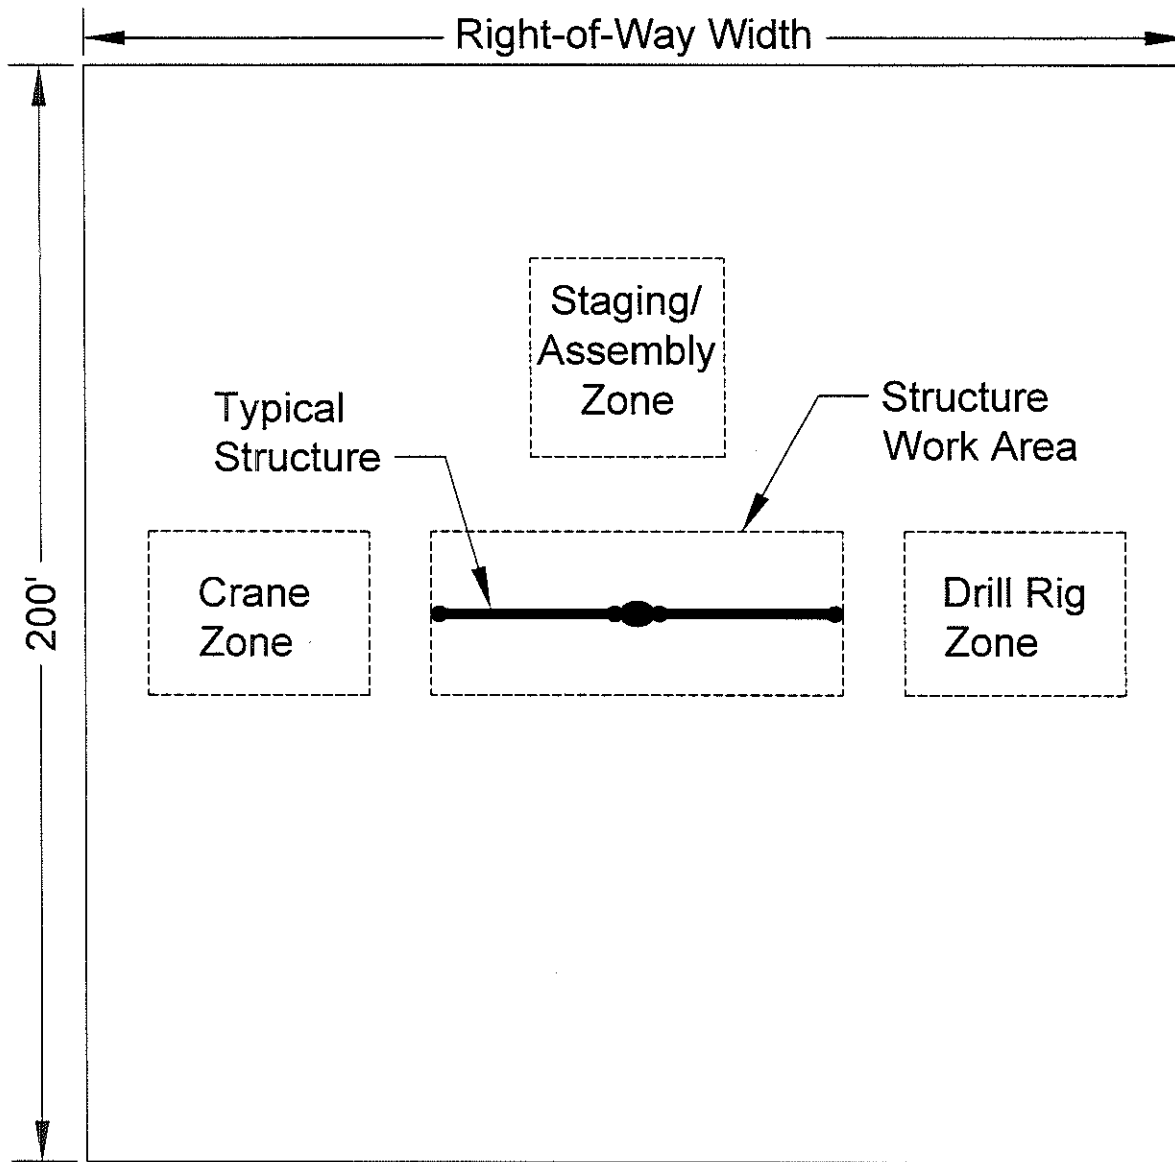 Right-of-Way Width
Staging/
Assembly
Zone
Typical
Structure
Structure
Work Area
200'
Crane
Zone
Drill Rig
Zone